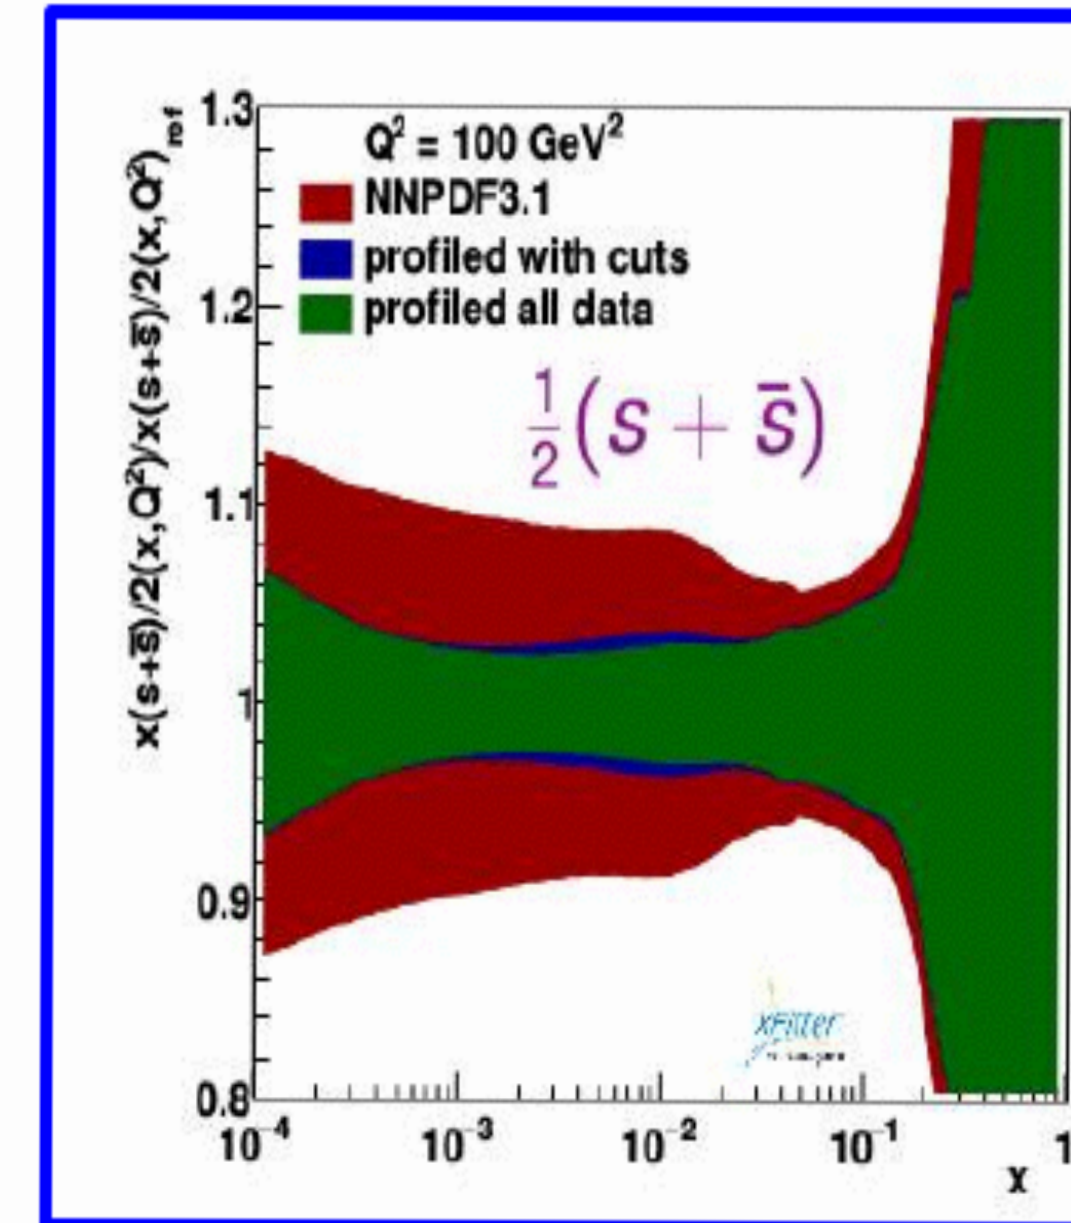 x(s+s̅)/2(x,Q²)/x(s+s̅)/2(x,Q²)ref
1.3
1.2
1.1
1
0.9
0.8
Q² = 100 GeV²
NNPDF3.1
profiled with cuts
profiled all data
½(s + s̅)
xFitter
10⁻⁴ 10⁻³ 10⁻² 10⁻¹ 1
x